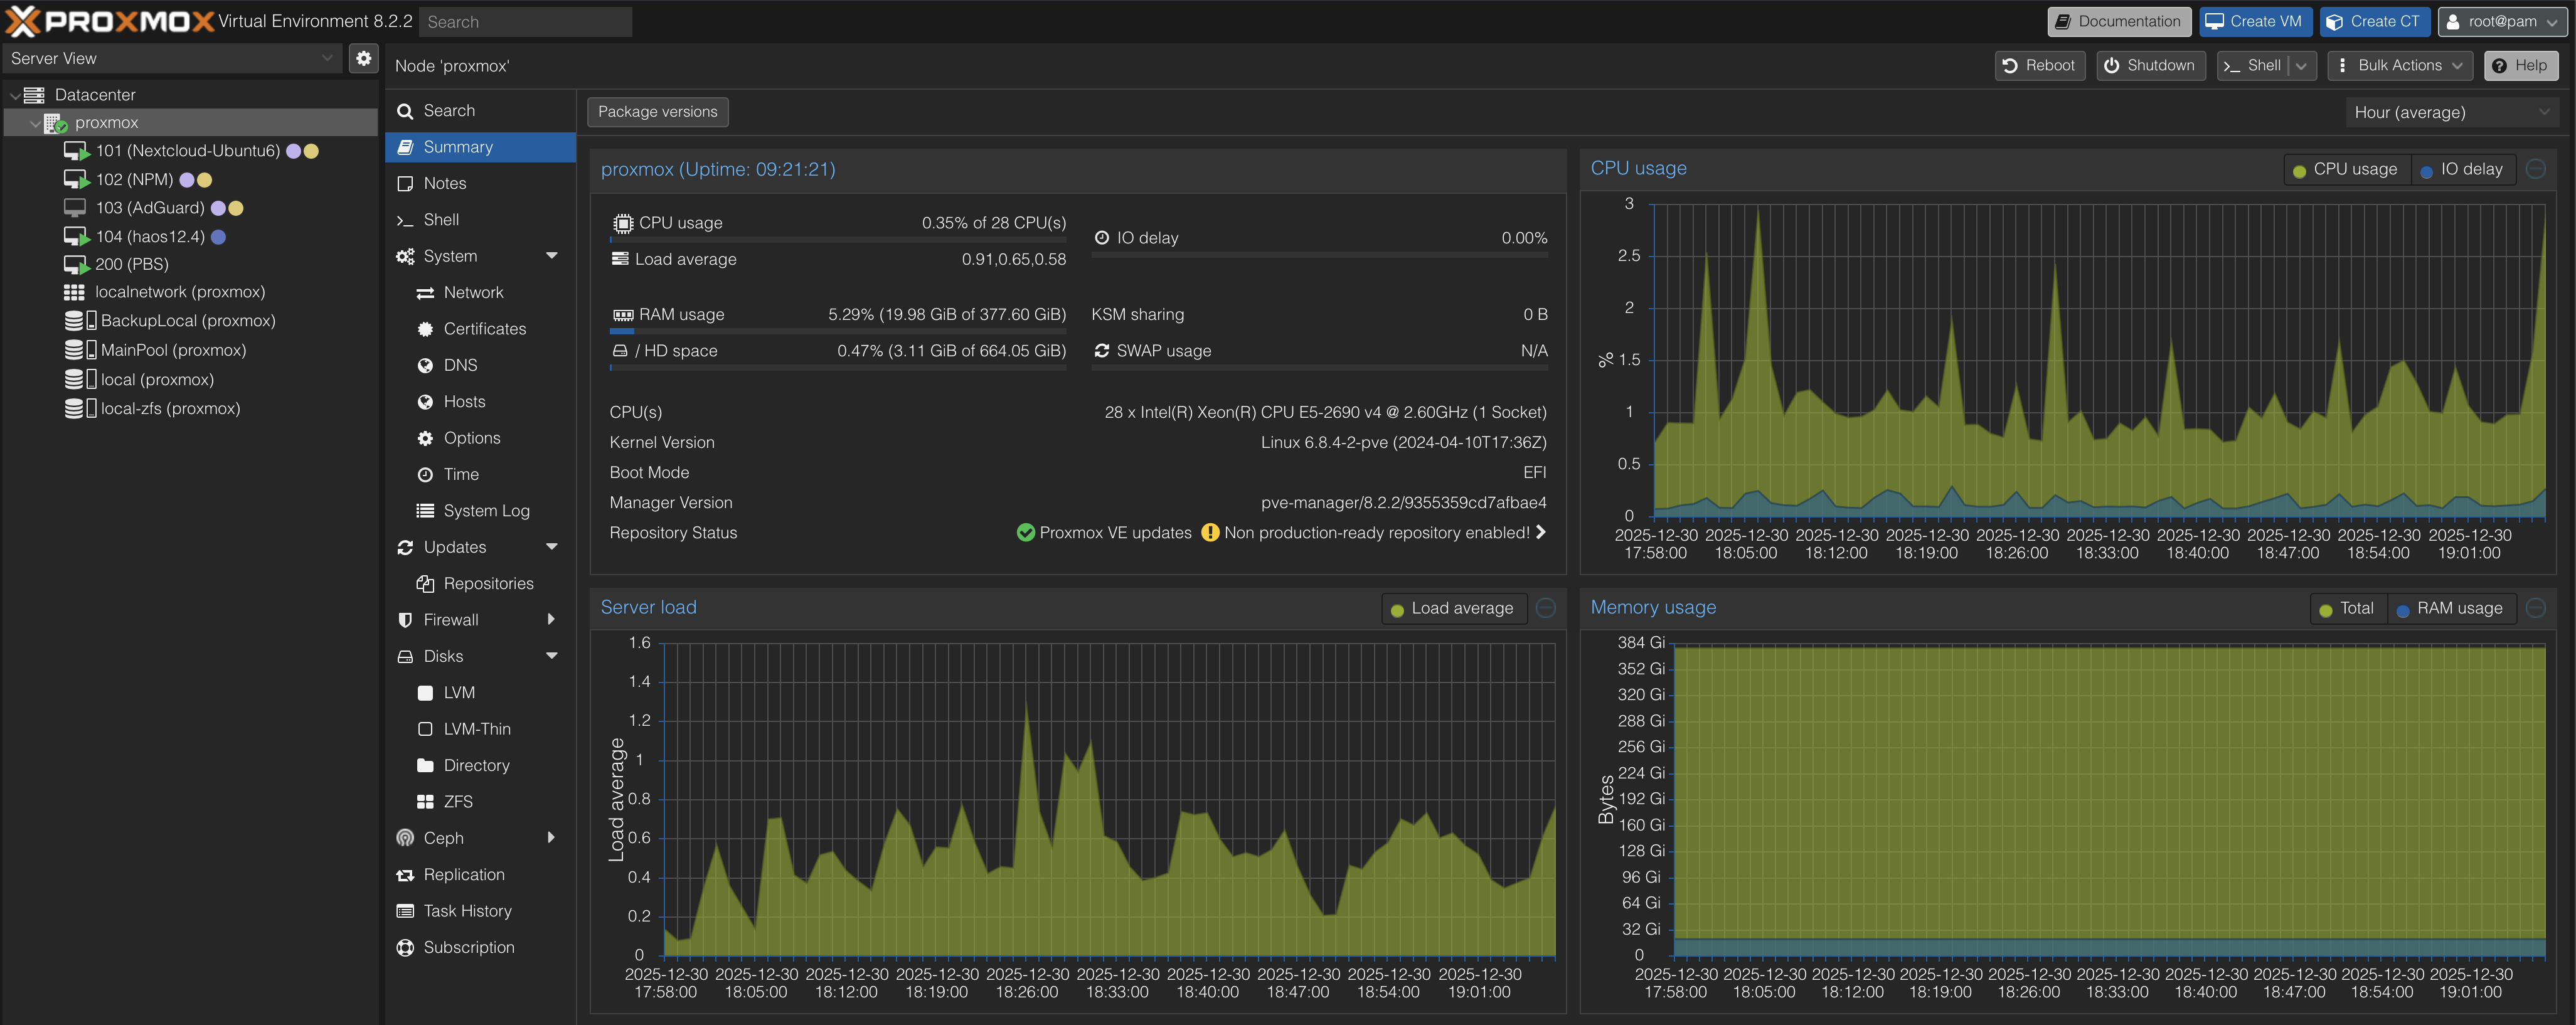 PROXMOX Virtual Environment 8.2.2 Search Documentation Create VM Create CT root@pam
Server View
Node 'proxmox' Reboot Shutdown Shell Bulk Actions Help
Datacenter
proxmox
101 (Nextcloud-Ubuntu6)
102 (NPM)
103 (AdGuard)
104 (haos12.4)
200 (PBS)
localnetwork (proxmox)
BackupLocal (proxmox)
MainPool (proxmox)
local (proxmox)
local-zfs (proxmox)
Search
Summary
Notes
Shell
System
Network
Certificates
DNS
Hosts
Options
Time
System Log
Updates
Repositories
Firewall
Disks
LVM
LVM-Thin
Directory
ZFS
Ceph
Replication
Task History
Subscription
Package versions
Hour (average)
proxmox (Uptime: 09:21:21)
CPU usage 0.35% of 28 CPU(s)
IO delay 0.00%
Load average 0.91,0.65,0.58
RAM usage 5.29% (19.98 GiB of 377.60 GiB)
KSM sharing 0 B
/ HD space 0.47% (3.11 GiB of 664.05 GiB)
SWAP usage N/A
CPU(s) 28 x Intel(R) Xeon(R) CPU E5-2690 v4 @ 2.60GHz (1 Socket)
Kernel Version Linux 6.8.4-2-pve (2024-04-10T17:36Z)
Boot Mode EFI
Manager Version pve-manager/8.2.2/9355359cd7afbae4
Repository Status Proxmox VE updates Non production-ready repository enabled!
CPU usage
CPU usage IO delay
3
2.5
2
% 1.5
1
0.5
0
2025-12-30 2025-12-30 2025-12-30 2025-12-30 2025-12-30 2025-12-30 2025-12-30 2025-12-30 2025-12-30 2025-12-30
17:58:00 18:05:00 18:12:00 18:19:00 18:26:00 18:33:00 18:40:00 18:47:00 18:54:00 19:01:00
Server load
Load average
1.6
1.4
1.2
1
0.8
0.6
0.4
0.2
0
Load average
2025-12-30 2025-12-30 2025-12-30 2025-12-30 2025-12-30 2025-12-30 2025-12-30 2025-12-30 2025-12-30 2025-12-30
17:58:00 18:05:00 18:12:00 18:19:00 18:26:00 18:33:00 18:40:00 18:47:00 18:54:00 19:01:00
Memory usage
Total RAM usage
384 Gi
352 Gi
320 Gi
288 Gi
256 Gi
224 Gi
192 Gi
160 Gi
128 Gi
96 Gi
64 Gi
32 Gi
0
Bytes
2025-12-30 2025-12-30 2025-12-30 2025-12-30 2025-12-30 2025-12-30 2025-12-30 2025-12-30 2025-12-30 2025-12-30
17:58:00 18:05:00 18:12:00 18:19:00 18:26:00 18:33:00 18:40:00 18:47:00 18:54:00 19:01:00